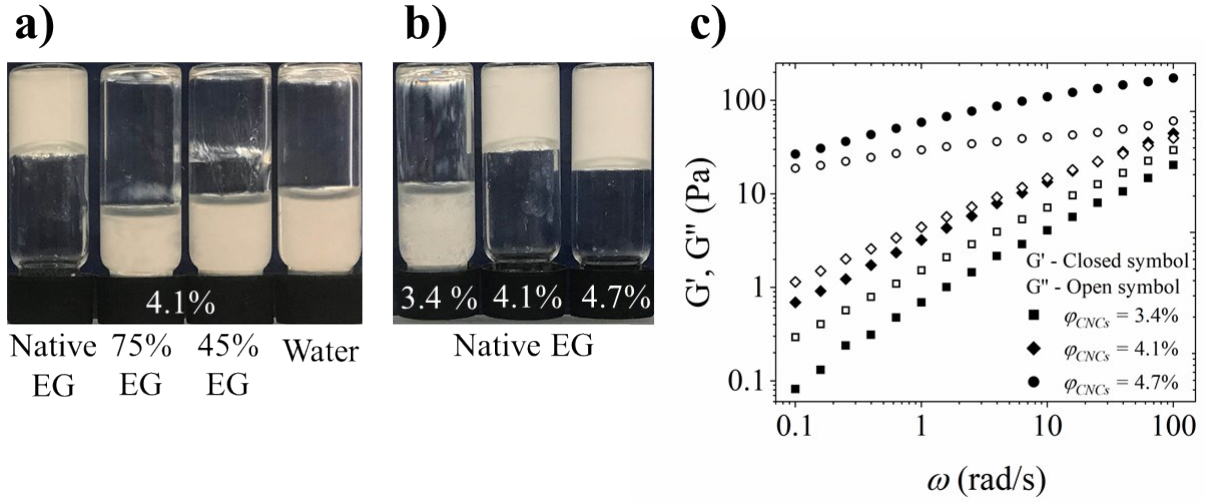 a)
4.1%
Native EG
75% EG
45% EG
Water
b)
3.4 % 4.1% 4.7%
Native EG
c)
G', G'' (Pa)
100
10
1
0.1
G' - Closed symbol
G'' - Open symbol
φCNCs = 3.4%
φCNCs = 4.1%
φCNCs = 4.7%
0.1 1 10 100
ω (rad/s)